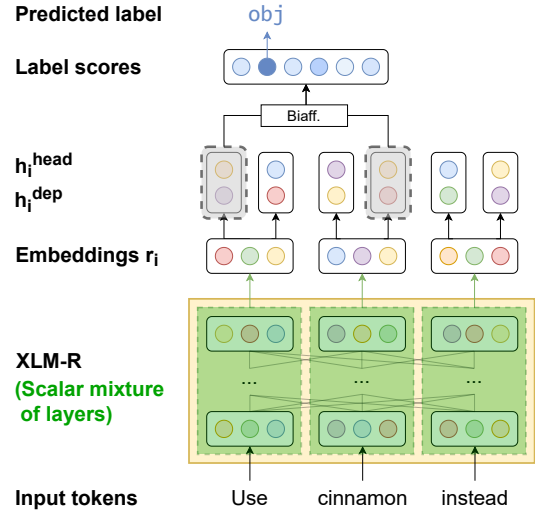 Predicted label obj
Label scores
Biaff.
h_i^head
h_i^dep
Embeddings r_i
XLM-R
(Scalar mixture
of layers)
... ... ...
Input tokens Use cinnamon instead